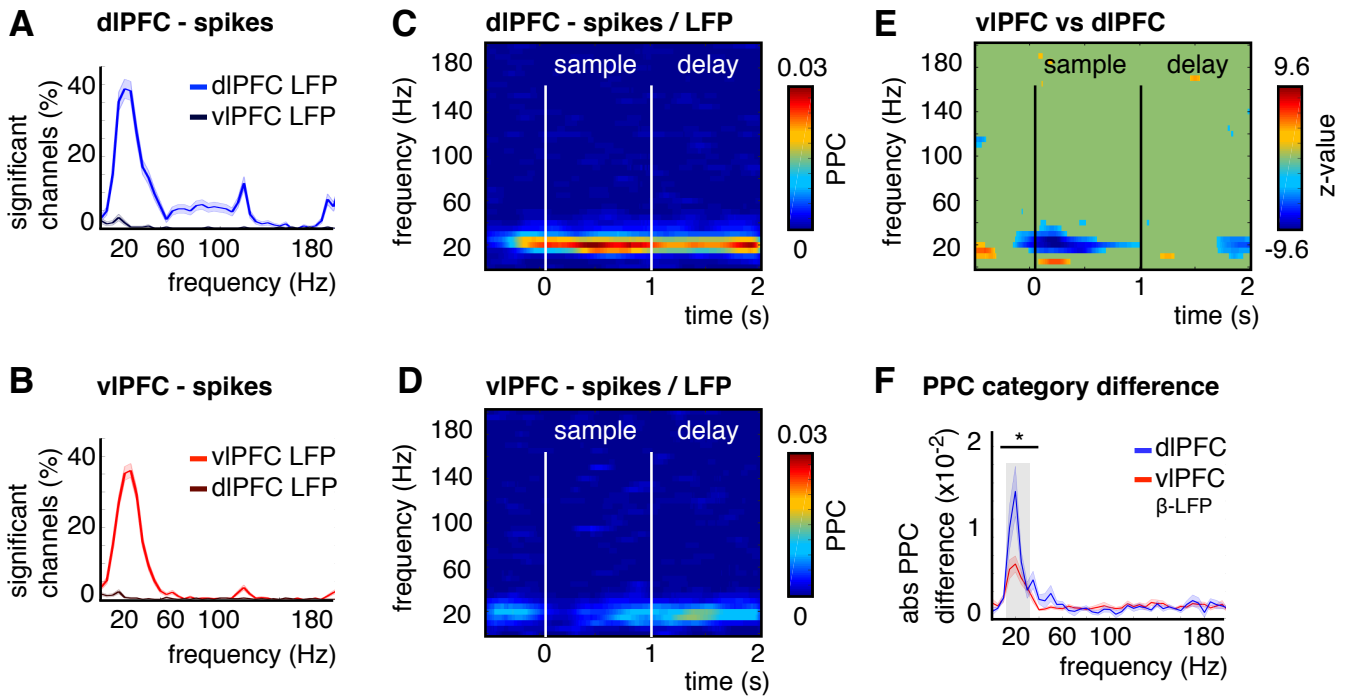 A
dlPFC - spikes
significant
channels (%)
40
20
0
dlPFC LFP
vlPFC LFP
20 60 100 180
frequency (Hz)
B
vlPFC - spikes
significant
channels (%)
40
20
0
vlPFC LFP
dlPFC LFP
20 60 100 180
frequency (Hz)
C
dlPFC - spikes / LFP
frequency (Hz)
180
140
100
60
20
sample delay
0 1 2
time (s)
0.03
PPC
0
D
vlPFC - spikes / LFP
frequency (Hz)
180
140
100
60
20
sample delay
0 1 2
time (s)
0.03
PPC
0
E
vlPFC vs dlPFC
frequency (Hz)
180
140
100
60
20
sample delay
0 1 2
time (s)
9.6
z-value
-9.6
F
PPC category difference
abs PPC
difference (x10-2)
2
1
0
*
dlPFC
vlPFC
β-LFP
20 60 100 180
frequency (Hz)